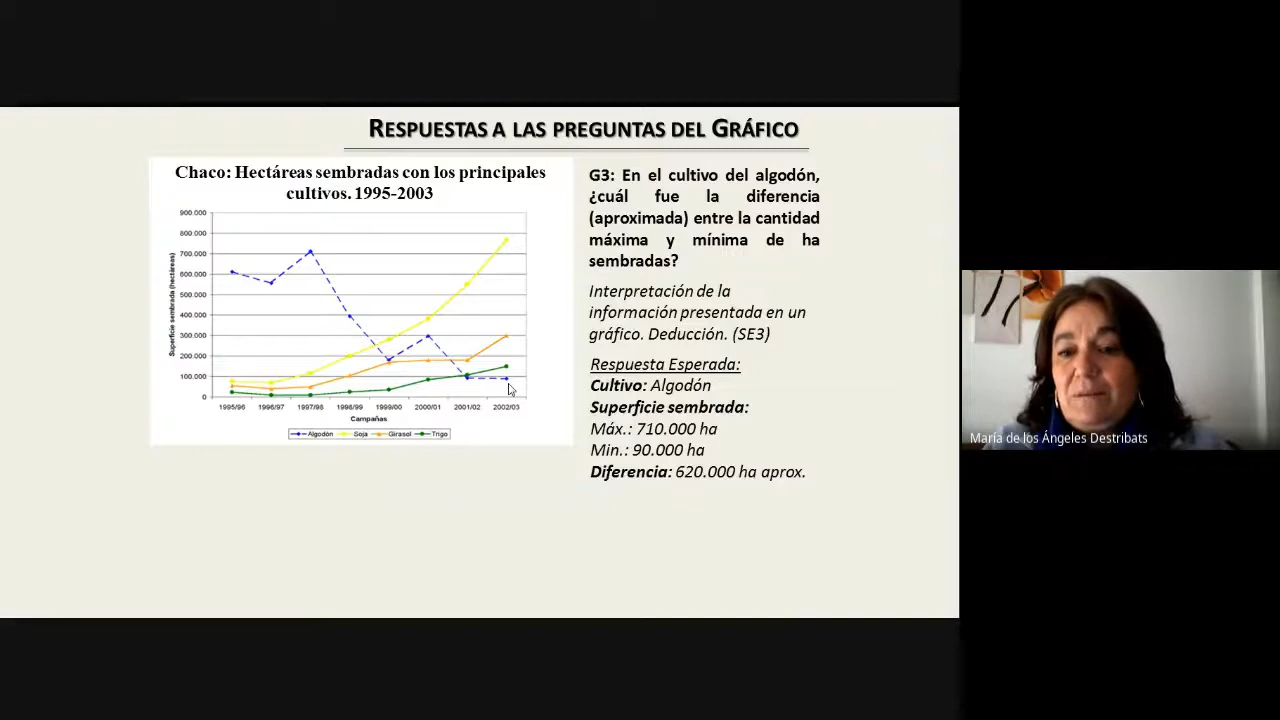 RESPUESTAS A LAS PREGUNTAS DEL GRÁFICO
Chaco: Hectáreas sembradas con los principales
cultivos. 1995-2003
900.000
800.000
700.000
600.000
500.000
400.000
300.000
200.000
100.000
0
Superficie sembrada (hectáreas)
1995/96 1996/97 1997/98 1998/99 1999/00 2000/01 2001/02 2002/03
Campañas
Algodón Soja Girasol Trigo
G3: En el cultivo del algodón,
¿cuál fue la diferencia
(aproximada) entre la cantidad
máxima y mínima de ha
sembradas?
Interpretación de la
información presentada en un
gráfico. Deducción. (SE3)
Respuesta Esperada:
Cultivo: Algodón
Superficie sembrada:
Máx.: 710.000 ha
Min.: 90.000 ha
Diferencia: 620.000 ha aprox.
María de los Ángeles Destribats